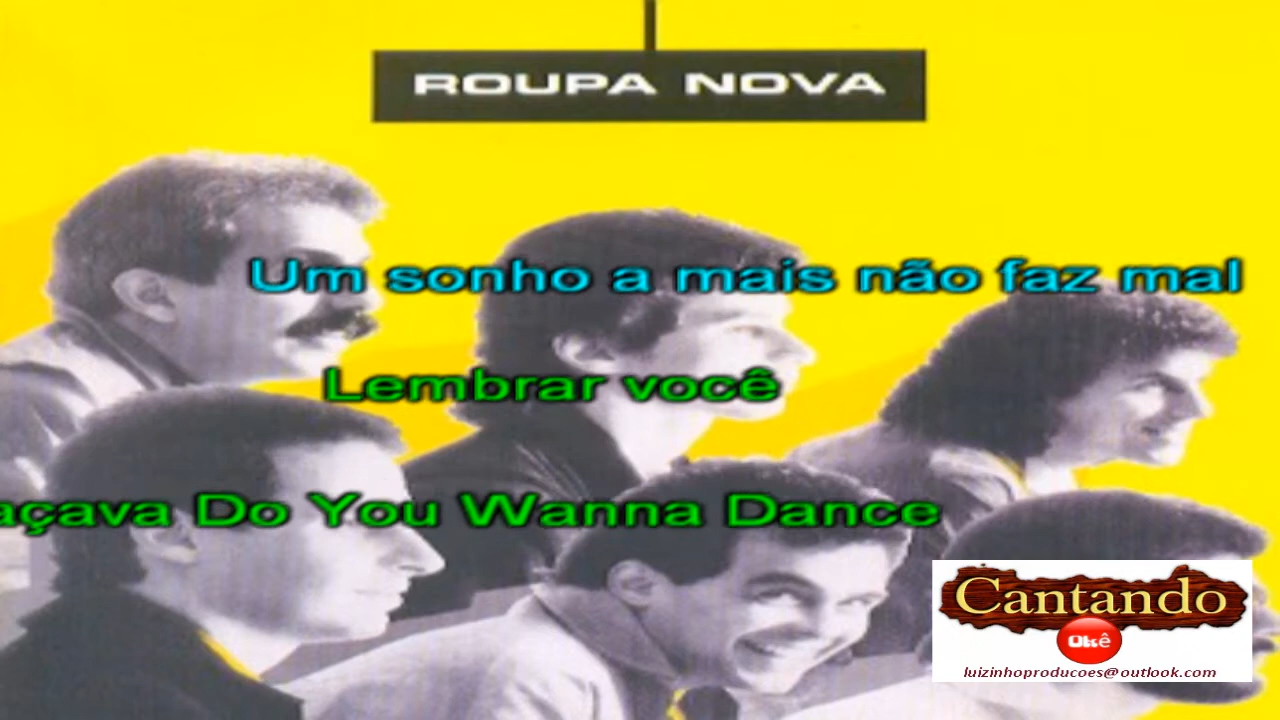 ROUPA NOVA
Um sonho a mais não faz mal
Lembrar você
Do You Wanna Dance
Cantando
Okê
luizinhoproducoes@outlook.com